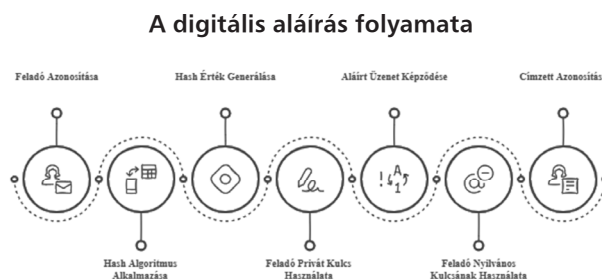 A digitális aláírás folyamata
Feladó Azonosítása
Hash Érték Generálása
Aláírt Üzenet Képződése
Címzett Azonosítás
! A
1
@
Hash Algoritmus
Alkalmazása
Feladó Privát Kulcs
Használata
Feladó Nyilvános
Kulcsának Használata